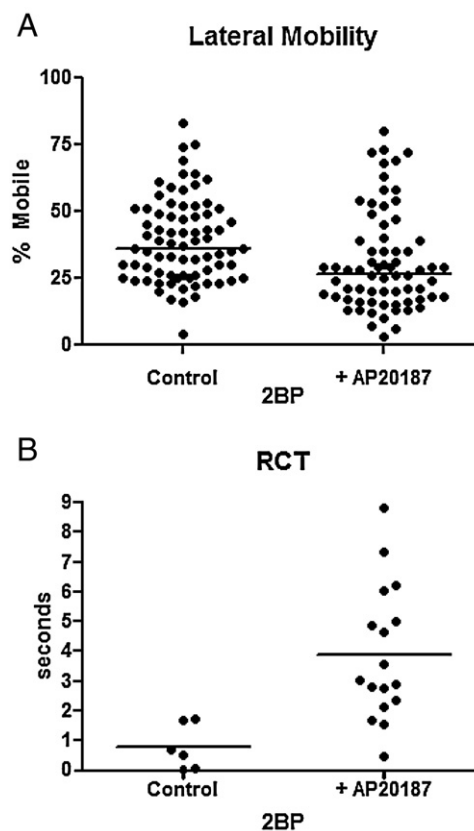 A
Lateral Mobility
% Mobile
100
75
50
25
0
Control + AP20187
2BP
B
RCT
seconds
9
8
7
6
5
4
3
2
1
0
Control + AP20187
2BP